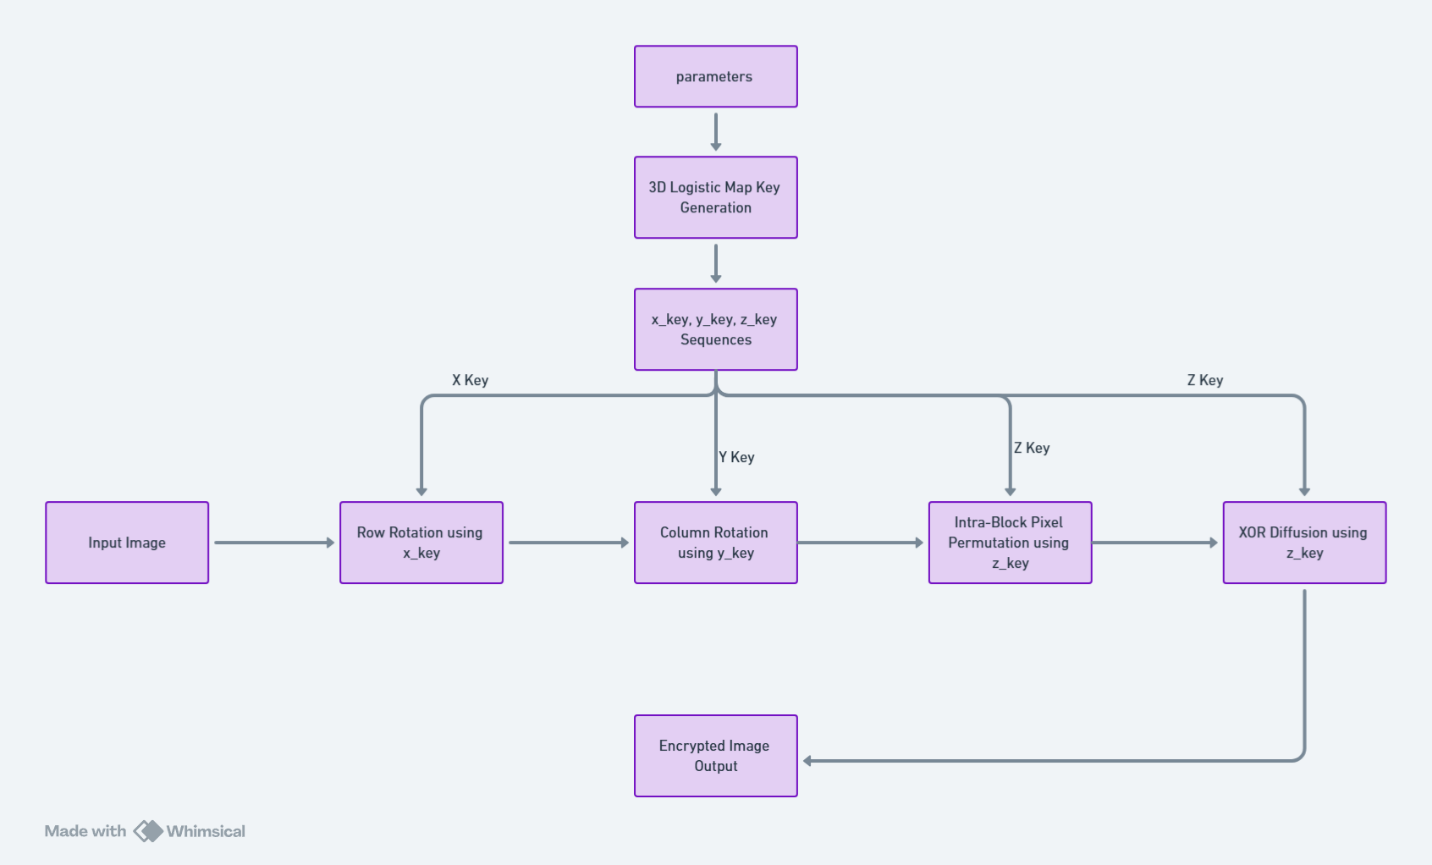 parameters
3D Logistic Map Key
Generation
x_key, y_key, z_key
Sequences
X Key
Z Key
Y Key
Z Key
Input Image
Row Rotation using
x_key
Column Rotation
using y_key
Intra-Block Pixel
Permutation using
z_key
XOR Diffusion using
z_key
Encrypted Image
Output
Made with Whimsical